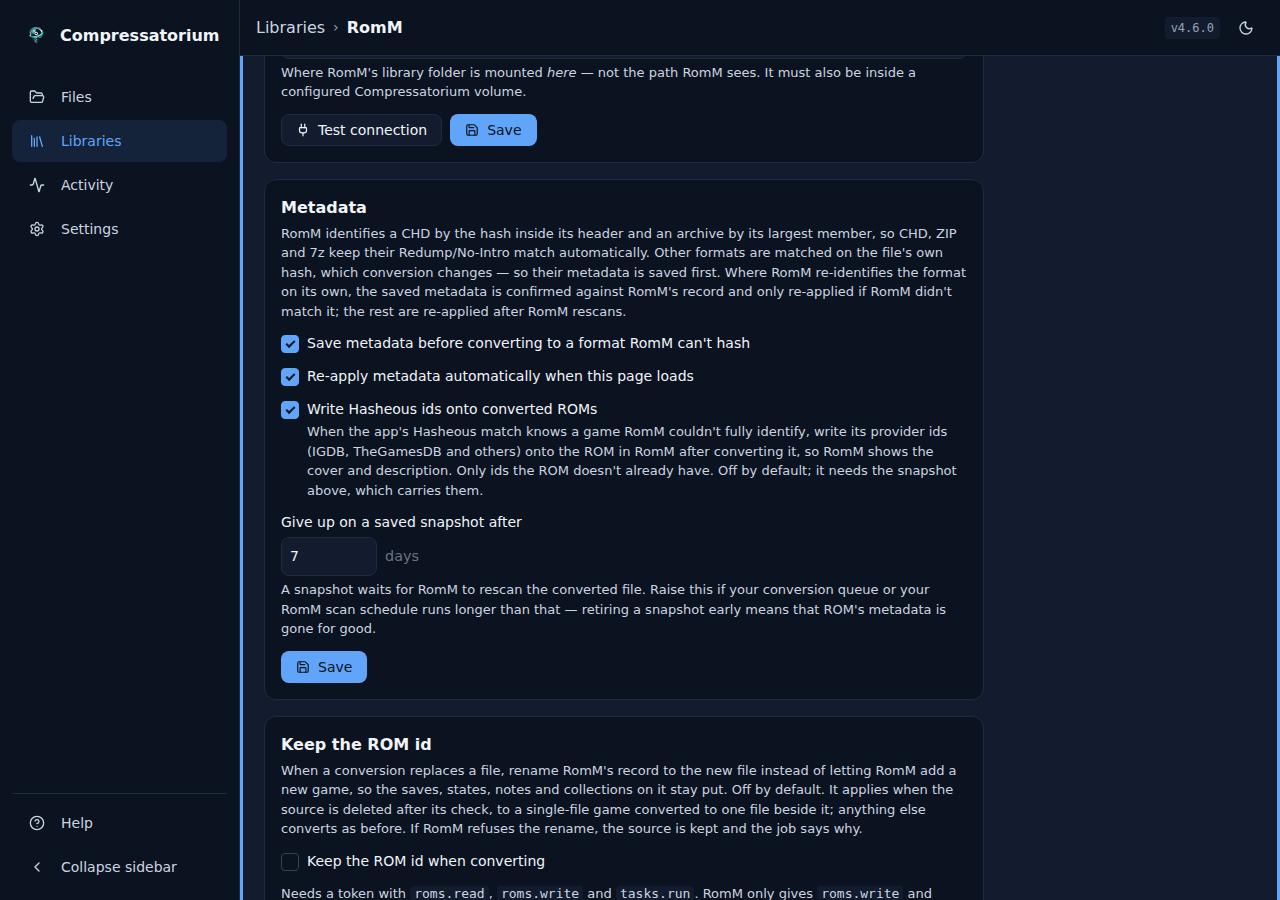 Compressatorium
Files
Libraries
Activity
Settings
Help
Collapse sidebar
Libraries › RomM
v4.6.0
Where RomM's library folder is mounted here — not the path RomM sees. It must also be inside a
configured Compressatorium volume.
Test connection
Save
Metadata
RomM identifies a CHD by the hash inside its header and an archive by its largest member, so CHD, ZIP
and 7z keep their Redump/No-Intro match automatically. Other formats are matched on the file's own
hash, which conversion changes — so their metadata is saved first. Where RomM re-identifies the format
on its own, the saved metadata is confirmed against RomM's record and only re-applied if RomM didn't
match it; the rest are re-applied after RomM rescans.
Save metadata before converting to a format RomM can't hash
Re-apply metadata automatically when this page loads
Write Hasheous ids onto converted ROMs
When the app's Hasheous match knows a game RomM couldn't fully identify, write its provider ids
(IGDB, TheGamesDB and others) onto the ROM in RomM after converting it, so RomM shows the
cover and description. Only ids the ROM doesn't already have. Off by default; it needs the snapshot
above, which carries them.
Give up on a saved snapshot after
7 days
A snapshot waits for RomM to rescan the converted file. Raise this if your conversion queue or your
RomM scan schedule runs longer than that — retiring a snapshot early means that ROM's metadata is
gone for good.
Save
Keep the ROM id
When a conversion replaces a file, rename RomM's record to the new file instead of letting RomM add a
new game, so the saves, states, notes and collections on it stay put. Off by default. It applies when the
source is deleted after its check, to a single-file game converted to one file beside it; anything else
converts as before. If RomM refuses the rename, the source is kept and the job says why.
Keep the ROM id when converting
Needs a token with roms.read, roms.write and tasks.run. RomM only gives roms.write and